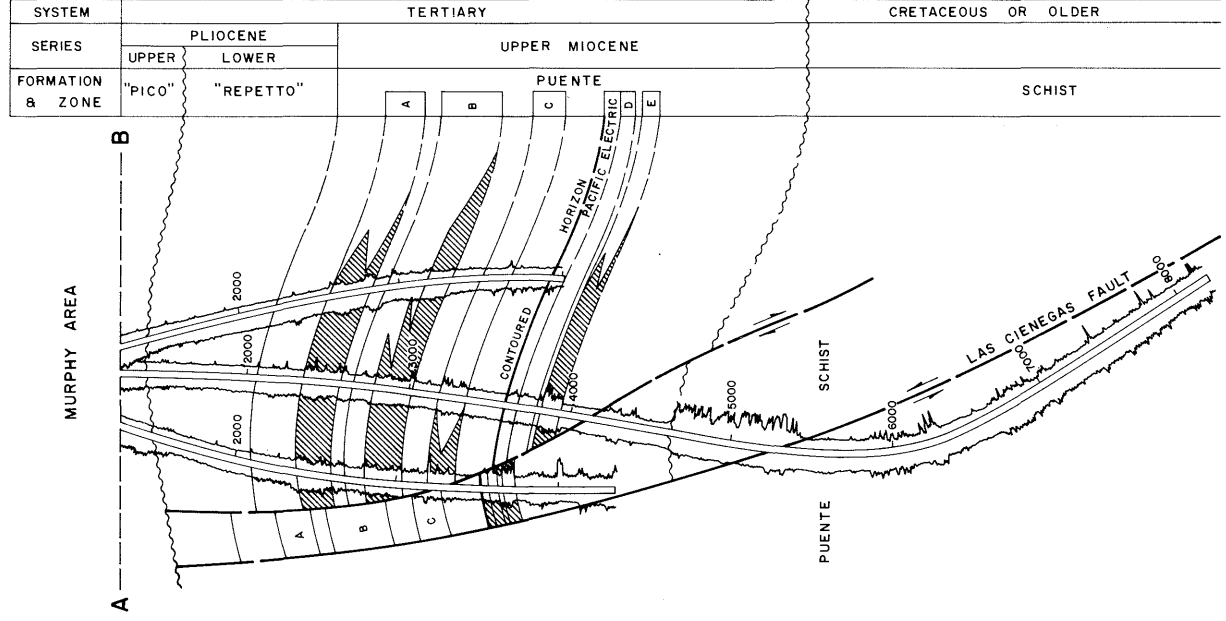 SYSTEM TERTIARY CRETACEOUS OR OLDER
SERIES PLIOCENE UPPER MIOCENE
UPPER LOWER
FORMATION & ZONE "PICO" "REPETTO" PUENTE SCHIST
A B C PACIFIC ELECTRIC D E
MURPHY AREA
A B
2000
2000
2000
3000
4000
5000
6000
7000
8000
CONTOURED HORIZON
A
B
C
SCHIST
PUENTE
LAS CIENEGAS FAULT